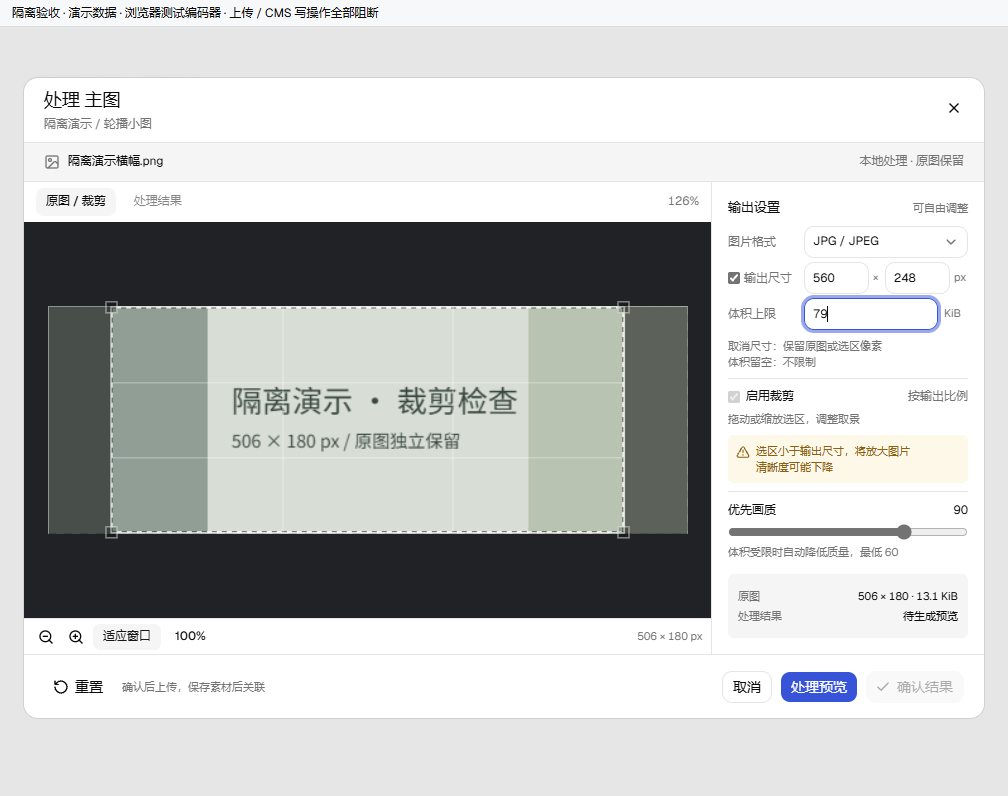 隔离验收 · 演示数据 · 浏览器测试编码器 · 上传 / CMS 写操作全部阻断
处理 主图
隔离演示 / 轮播小图
隔离演示横幅.png
本地处理 · 原图保留
原图 / 裁剪
处理结果
126%
隔离演示 · 裁剪检查
506 × 180 px / 原图独立保留
适应窗口
100%
506 × 180 px
输出设置
可自由调整
图片格式
JPG / JPEG
输出尺寸
560
×
248
px
体积上限
79
KiB
取消尺寸：保留原图或选区像素
体积留空：不限制
启用裁剪
按输出比例
拖动或缩放选区，调整取景
选区小于输出尺寸，将放大图片
清晰度可能下降
优先画质
90
体积受限时自动降低质量，最低 60
原图
506 × 180 · 13.1 KiB
处理结果
待生成预览
重置
确认后上传，保存素材后关联
取消
处理预览
确认结果